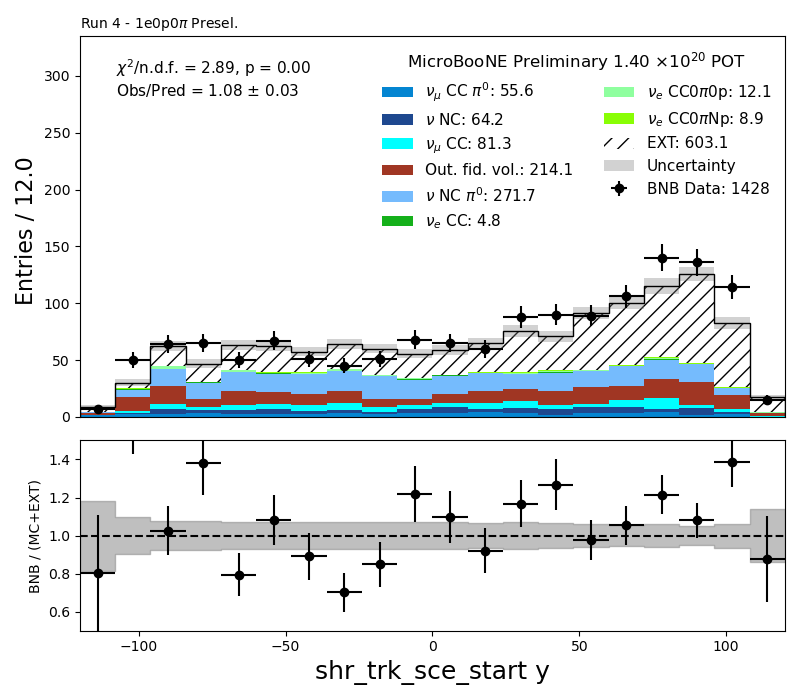 Run 4 - 1e0p0π Presel.
χ²/n.d.f. = 2.89, p = 0.00
Obs/Pred = 1.08 ± 0.03
MicroBooNE Preliminary 1.40 ×10²⁰ POT
ν_μ CC π⁰: 55.6
ν NC: 64.2
ν_μ CC: 81.3
Out. fid. vol.: 214.1
ν NC π⁰: 271.7
ν_e CC: 4.8
ν_e CC0π0p: 12.1
ν_e CC0πNp: 8.9
EXT: 603.1
Uncertainty
BNB Data: 1428
Entries / 12.0
300
250
200
150
100
50
0
BNB / (MC+EXT)
1.4
1.2
1.0
0.8
0.6
−100
−50
0
50
100
shr_trk_sce_start y